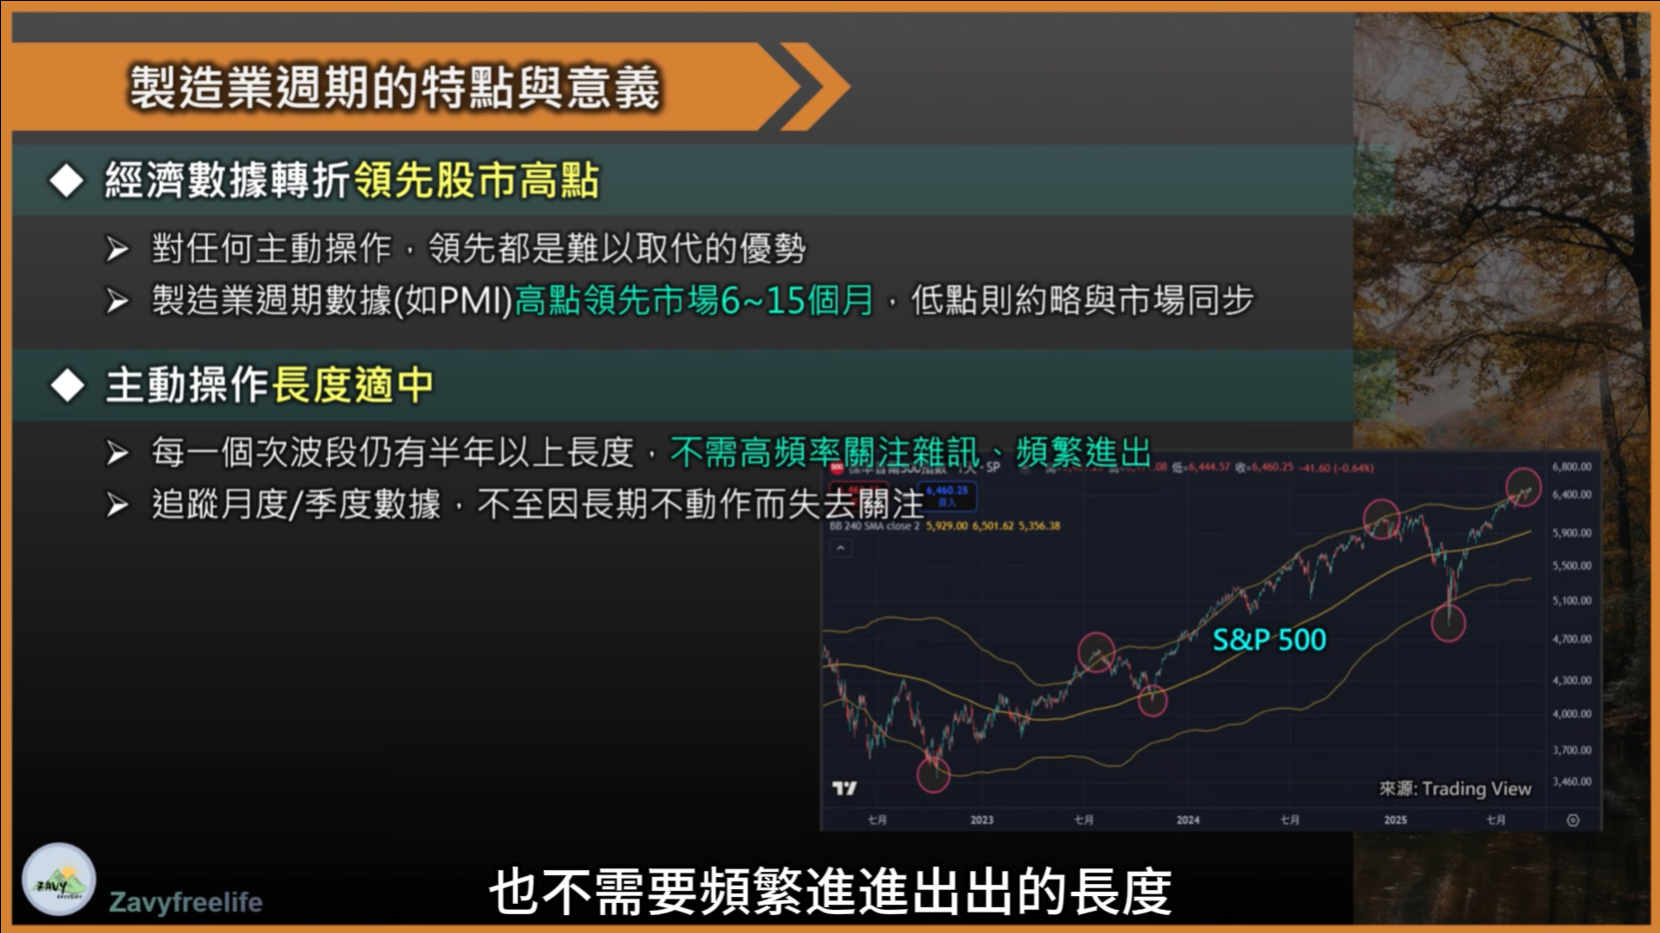 製造業週期的特點與意義
◆ 經濟數據轉折領先股市高點
➢ 對任何主動操作，領先都是難以取代的優勢
➢ 製造業週期數據(如PMI)高點領先市場6~15個月，低點則約略與市場同步
◆ 主動操作長度適中
➢ 每一個次波段仍有半年以上長度，不需高頻率關注雜訊、頻繁進出
➢ 追蹤月度/季度數據，不至因長期不動作而失去關注
低=6,444.57 收=6,460.25 −41.60 (−0.64%)
6,460.25
買入
BB 240 SMA close 2 5,929.00 6,501.62 5,356.38
6,800.00
6,400.00
5,900.00
5,500.00
5,100.00
4,700.00
4,300.00
4,000.00
3,700.00
3,460.00
S&P 500
來源: Trading View
七月 2023 七月 2024 七月 2025 七月
ZAVY
Zavyfreelife
也不需要頻繁進進出出的長度